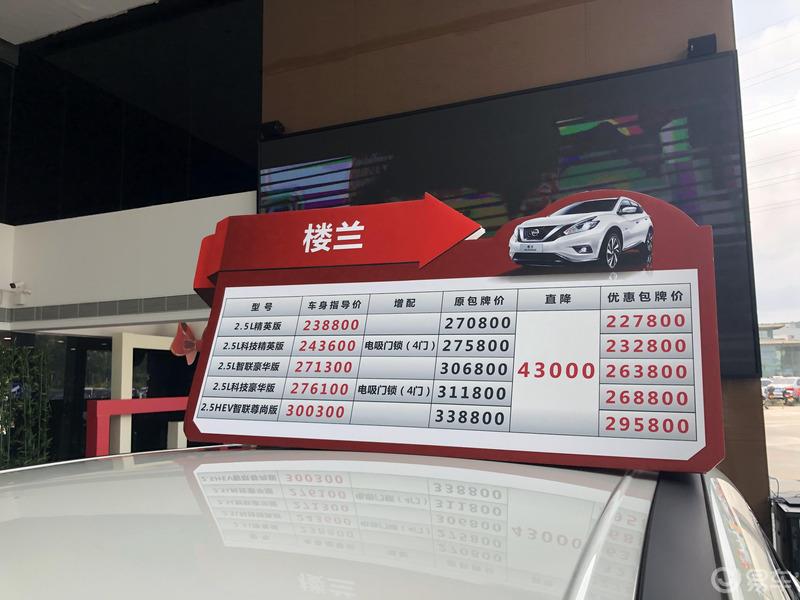 楼兰
型号 车身指导价 增配 原包牌价 直降 优惠包牌价
2.5L精英版 238800 270800 43000 227800
2.5L科技精英版 243600 电吸门锁(4门) 275800 232800
2.5L智联豪华版 271300 306800 263800
2.5L科技豪华版 276100 电吸门锁(4门) 311800 268800
2.5HEV智联尊尚版 300300 338800 295800
易车